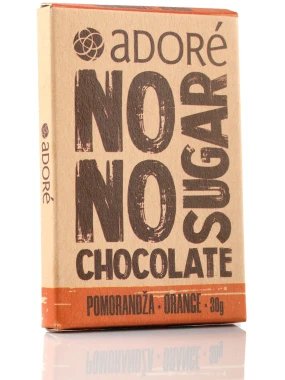 ADORé
NO
NO
SUGAR
CHOCOLATE
POMORANDŽA · ORANGE · 30g
ADORé